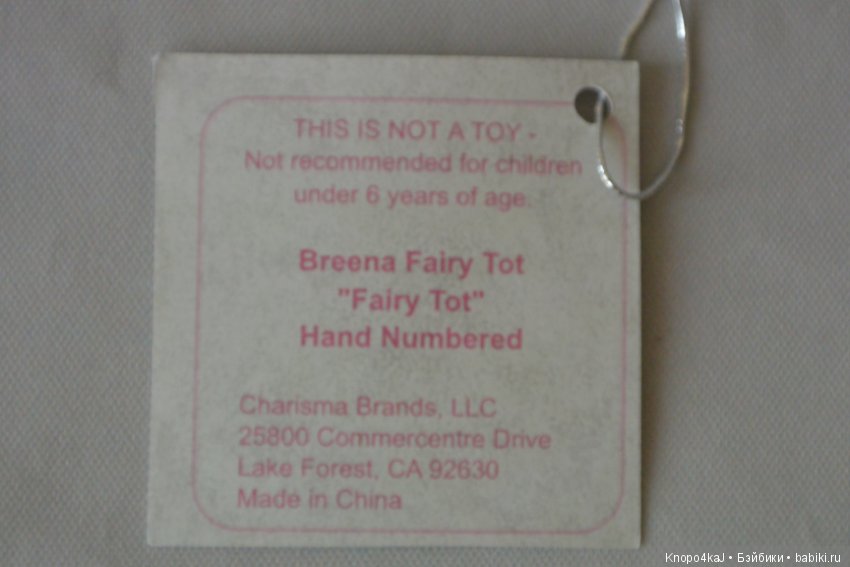 THIS IS NOT A TOY -
Not recommended for children
under 6 years of age.
Breena Fairy Tot
"Fairy Tot"
Hand Numbered
Charisma Brands, LLC
25800 Commercentre Drive
Lake Forest, CA 92630
Made in China
Knopo4kaJ • Бэйбики • babiki.ru